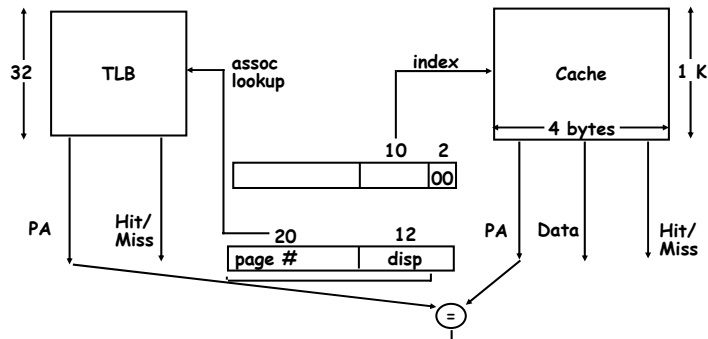 32
TLB
assoc
lookup
index
Cache
1 K
4 bytes
10
2
00
PA
Hit/
Miss
20
12
page #
disp
PA
Data
Hit/
Miss
=